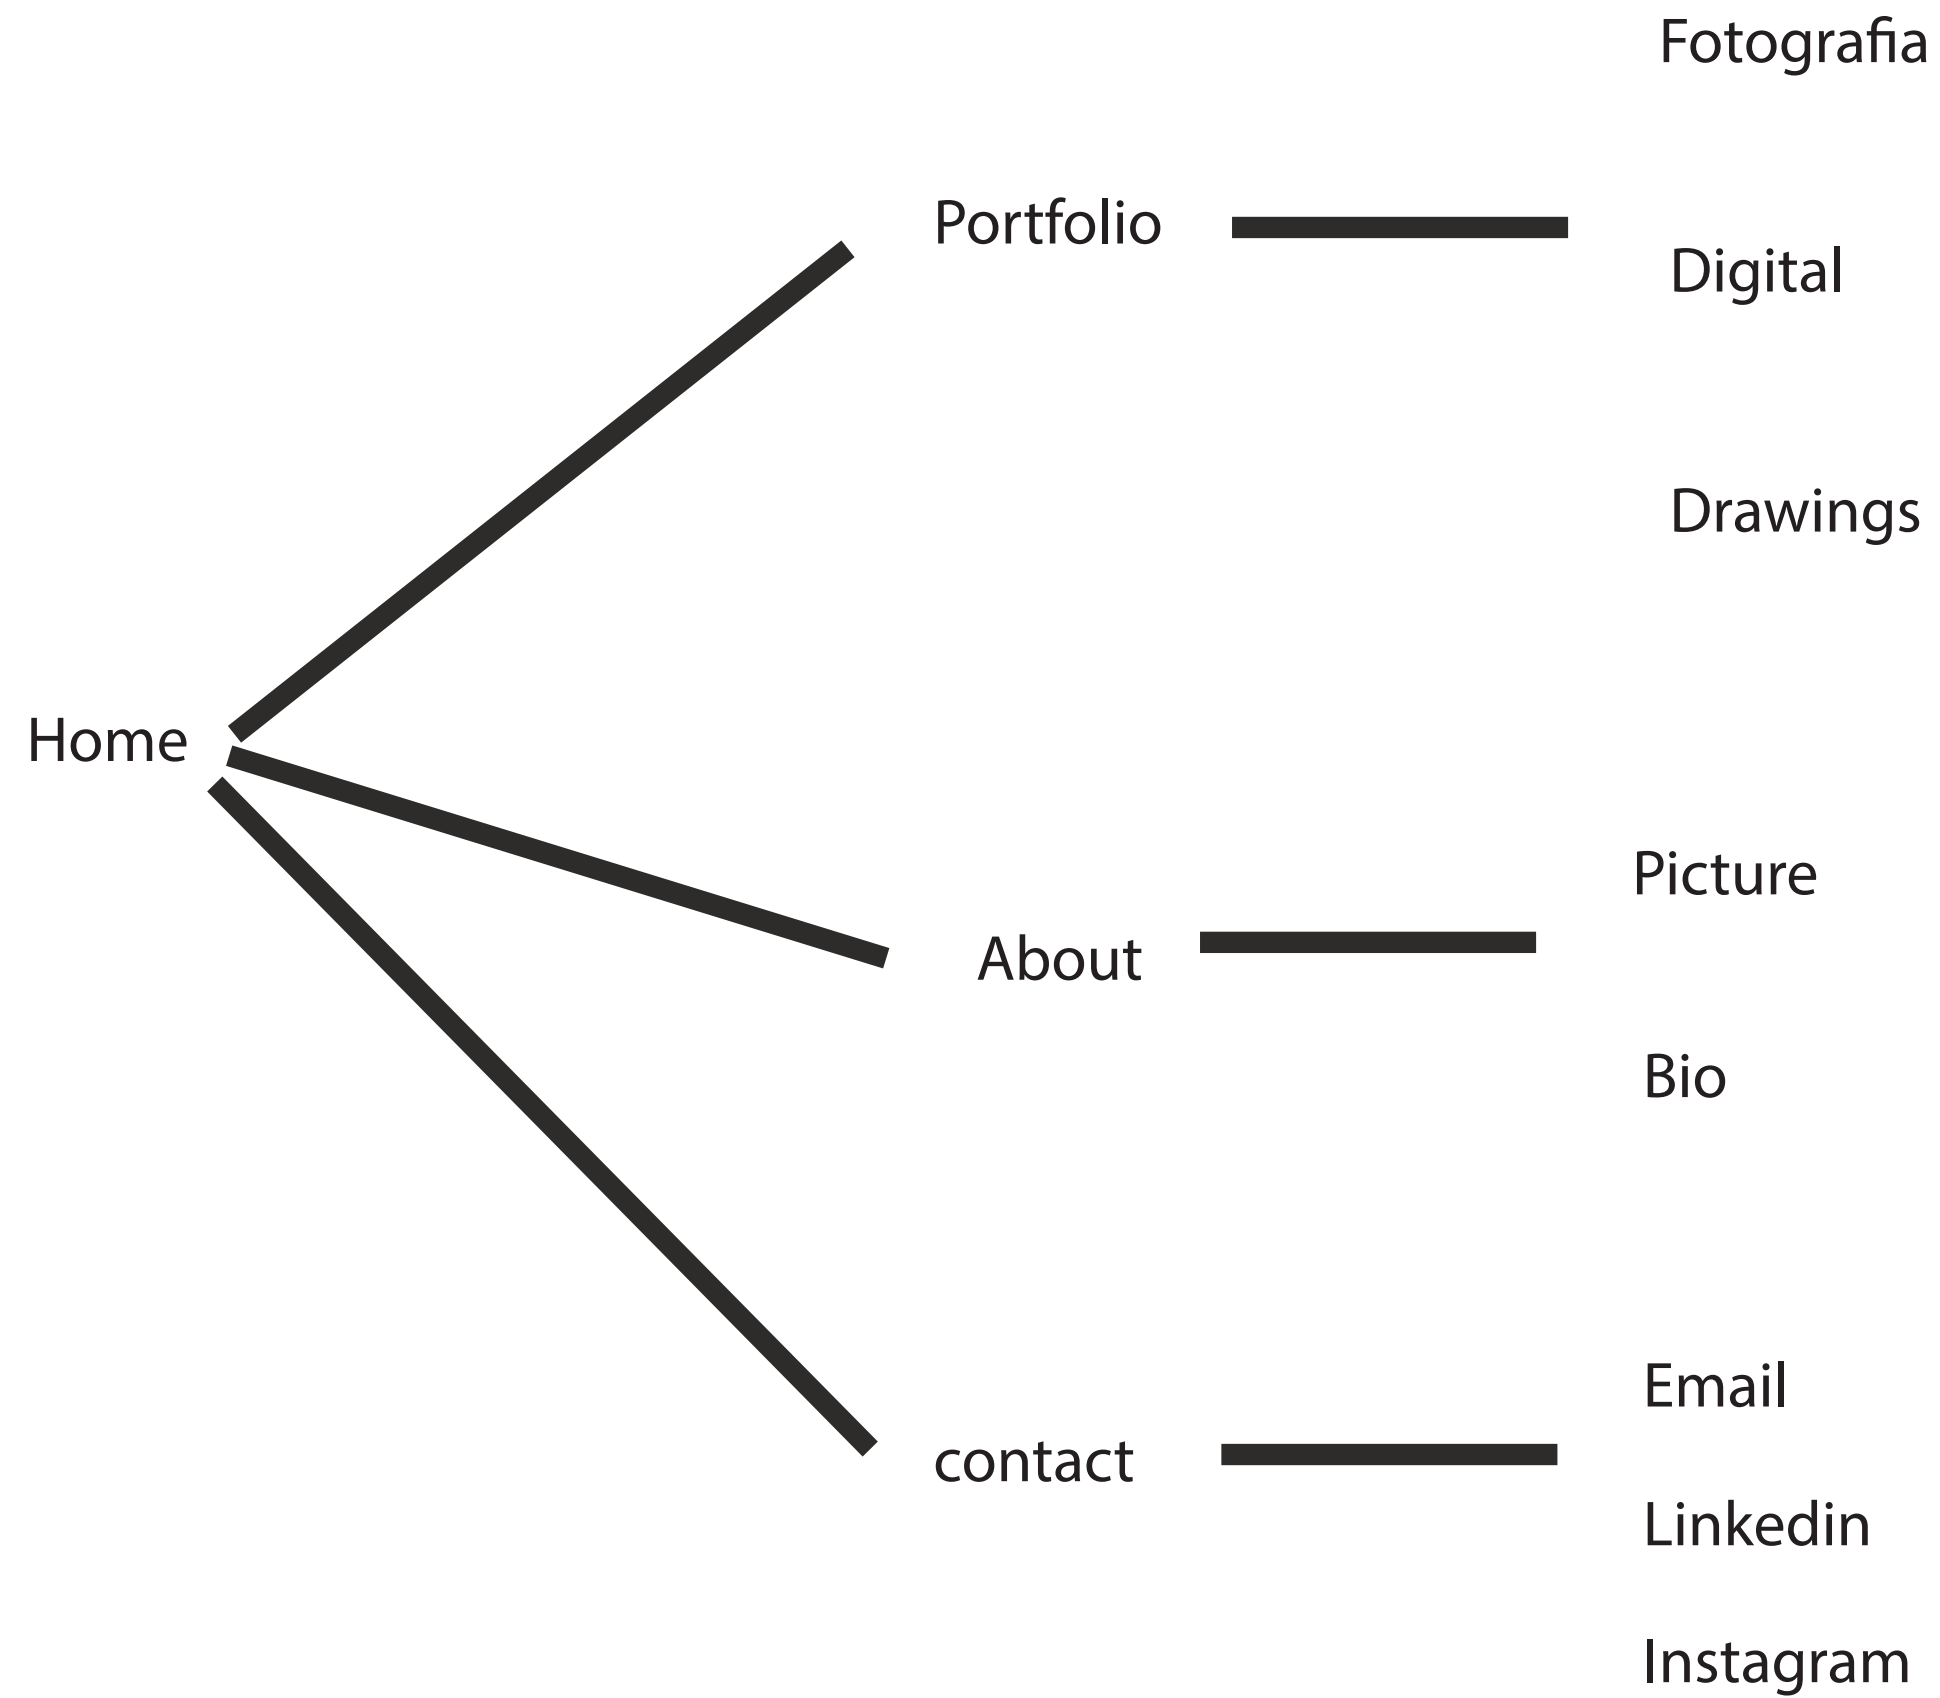 Fotografia
Portfolio
Digital
Drawings
Home
Picture
About
Bio
Email
contact
Linkedin
Instagram